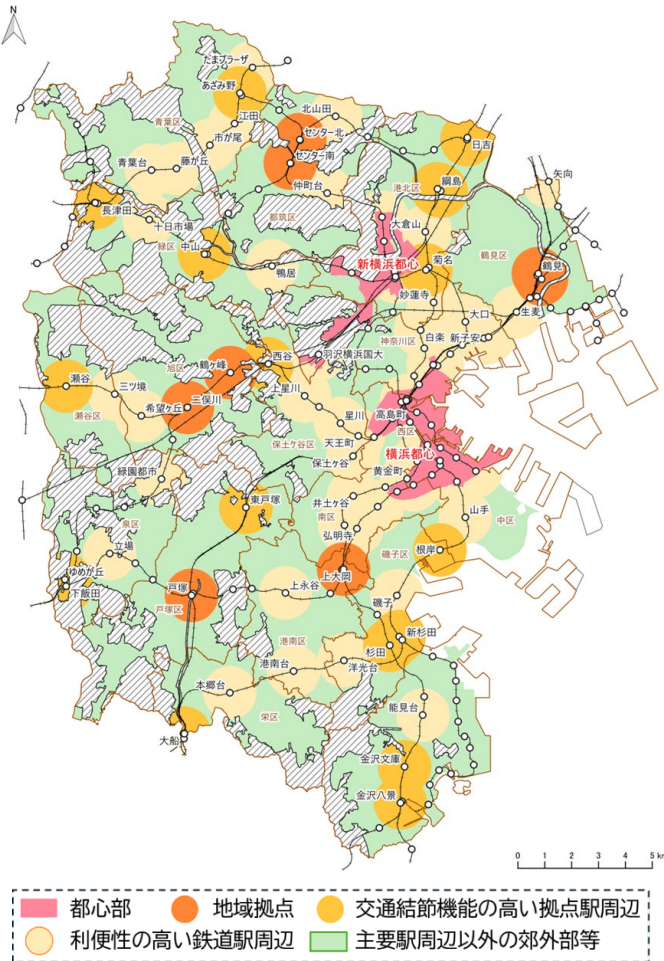 N
たまプラーザ
あざみ野
江田
北山田
センター北
センター南
日吉
青葉区
市が尾
青葉台
藤が丘
仲町台
港北区
綱島
矢向
長津田
十日市場
都筑区
大倉山
緑区
中山
鴨居
新横浜都心
菊名
鶴見区
鶴見
妙蓮寺
大口
生麦
白楽
新子安
神奈川区
羽沢横浜国大
西谷
旭区
鶴ヶ峰
瀬谷
三ツ境
希望ヶ丘
二俣川
上星川
星川
高島町
西区
瀬谷区
天王町
保土ケ谷区
横浜都心
保土ケ谷
黄金町
緑園都市
東戸塚
井土ヶ谷
山手
中区
南区
弘明寺
泉区
立場
磯子区
根岸
ゆめが丘
下飯田
戸塚
戸塚区
上永谷
上大岡
磯子
新杉田
港南区
杉田
港南台
洋光台
本郷台
栄区
能見台
大船
金沢文庫
金沢八景
0 1 2 3 4 5 km
都心部 地域拠点 交通結節機能の高い拠点駅周辺
利便性の高い鉄道駅周辺 主要駅周辺以外の郊外部等